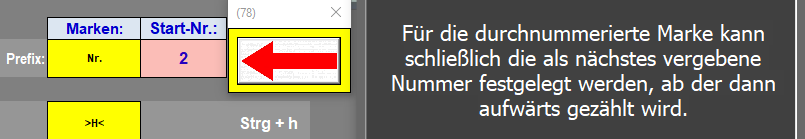 (78)
Marken: Start-Nr.:
Prefix: Nr. 2
>H< Strg + h
Für die durchnummerierte Marke kann
schließlich die als nächstes vergebene
Nummer festgelegt werden, ab der dann
aufwärts gezählt wird.